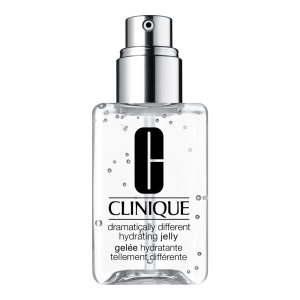 C
CLINIQUE
dramatically different
hydrating jelly
gelée hydratante
tellement différente